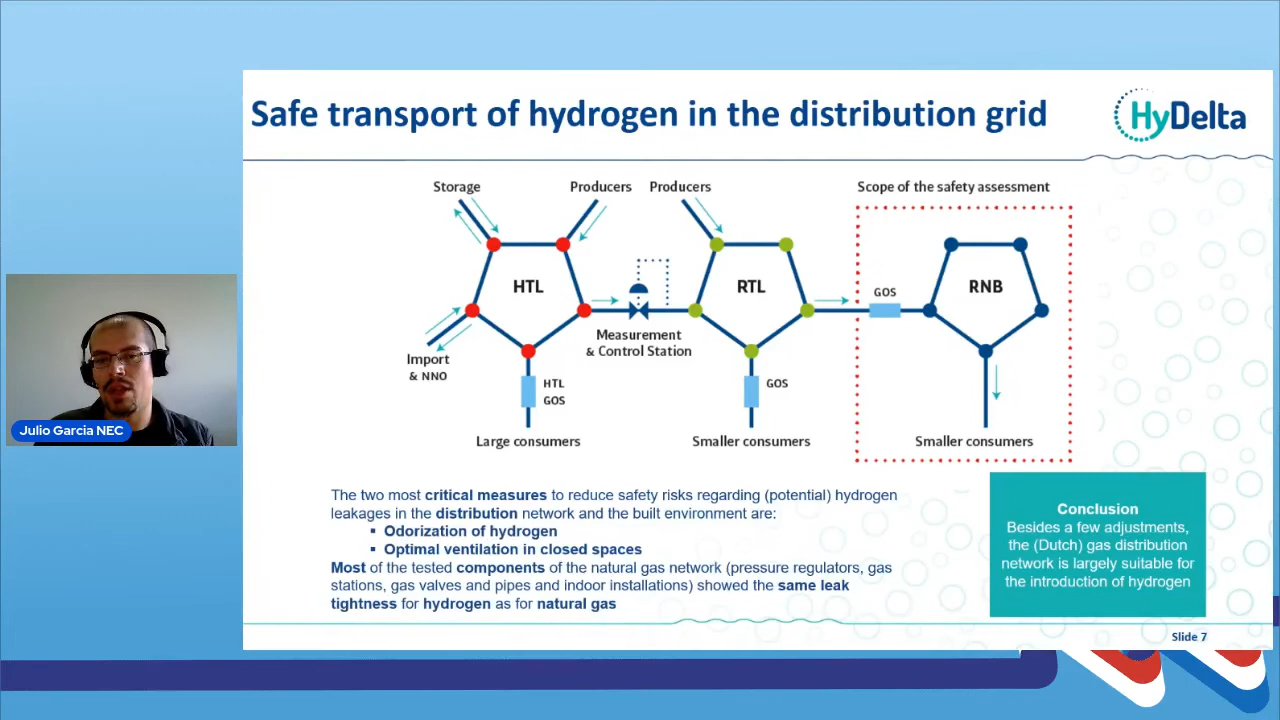 Safe transport of hydrogen in the distribution grid
HyDelta
Storage
Producers
Producers
Scope of the safety assessment
HTL
RTL
GOS
RNB
Measurement
& Control Station
Import
& NNO
HTL
GOS
GOS
Large consumers
Smaller consumers
Smaller consumers
Julio Garcia NEC
The two most critical measures to reduce safety risks regarding (potential) hydrogen
leakages in the distribution network and the built environment are:
▪ Odorization of hydrogen
▪ Optimal ventilation in closed spaces
Most of the tested components of the natural gas network (pressure regulators, gas
stations, gas valves and pipes and indoor installations) showed the same leak
tightness for hydrogen as for natural gas
Conclusion
Besides a few adjustments,
the (Dutch) gas distribution
network is largely suitable for
the introduction of hydrogen
Slide 7